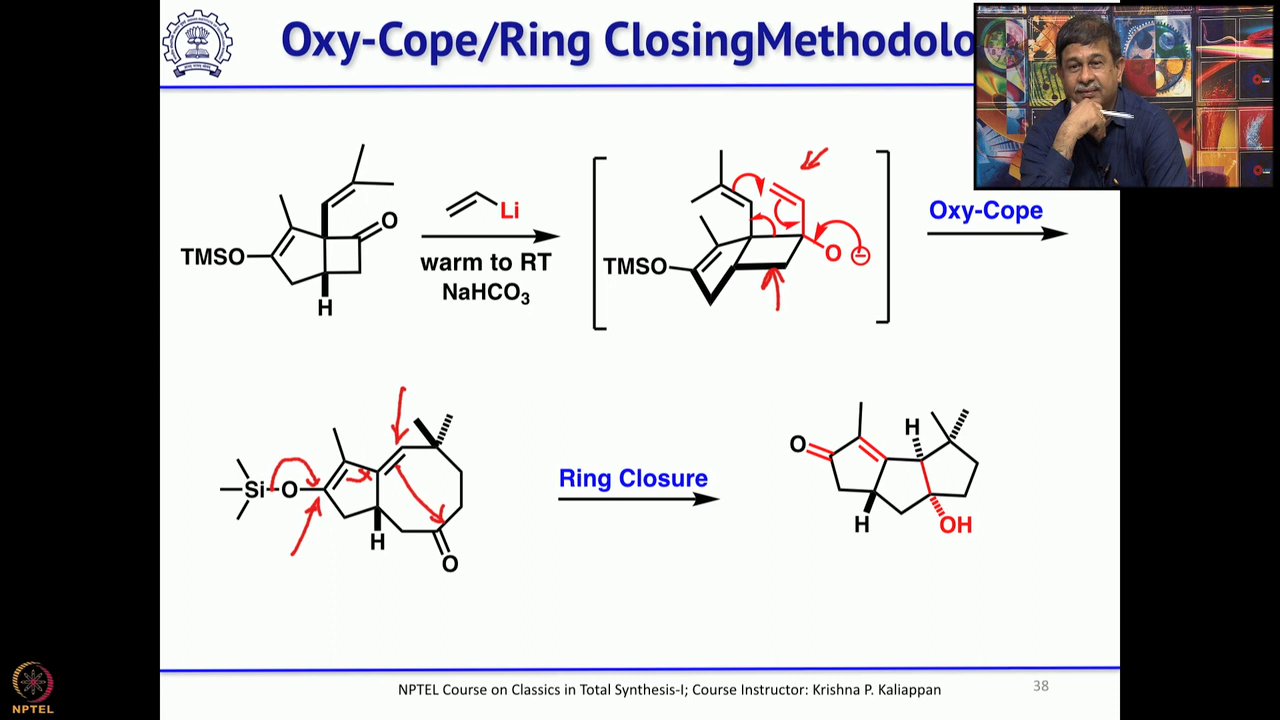 Oxy-Cope/Ring ClosingMethodolo
TMSO
O
H
Li
warm to RT
NaHCO3
TMSO
O
Oxy-Cope
Si
O
H
O
Ring Closure
O
H
H
OH
NPTEL
NPTEL Course on Classics in Total Synthesis-I; Course Instructor: Krishna P. Kaliappan
38